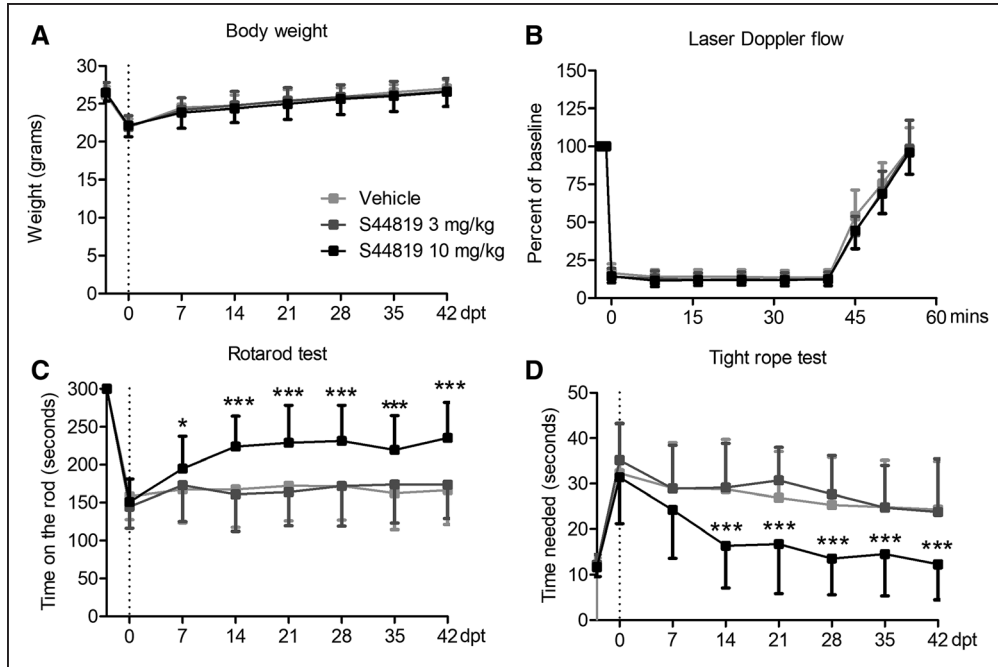 A
Body weight
Weight (grams)
30
25
20
15
10
5
0
0 7 14 21 28 35 42 dpt
Vehicle
S44819 3 mg/kg
S44819 10 mg/kg
B
Laser Doppler flow
Percent of baseline
150
125
100
75
50
25
0
0 15 30 45 60 mins
C
Rotarod test
Time on the rod (seconds)
300
250
200
150
100
50
0
* *** *** *** *** ***
0 7 14 21 28 35 42 dpt
D
Tight rope test
Time needed (seconds)
50
40
30
20
10
0
*** *** *** *** ***
0 7 14 21 28 35 42 dpt